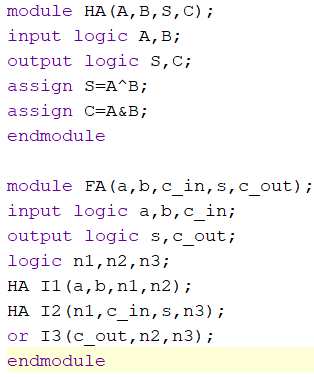 module HA(A,B,S,C);
input logic A,B;
output logic S,C;
assign S=A^B;
assign C=A&B;
endmodule
module FA(a,b,c_in,s,c_out);
input logic a,b,c_in;
output logic s,c_out;
logic n1,n2,n3;
HA I1(a,b,n1,n2);
HA I2(n1,c_in,s,n3);
or I3(c_out,n2,n3);
endmodule